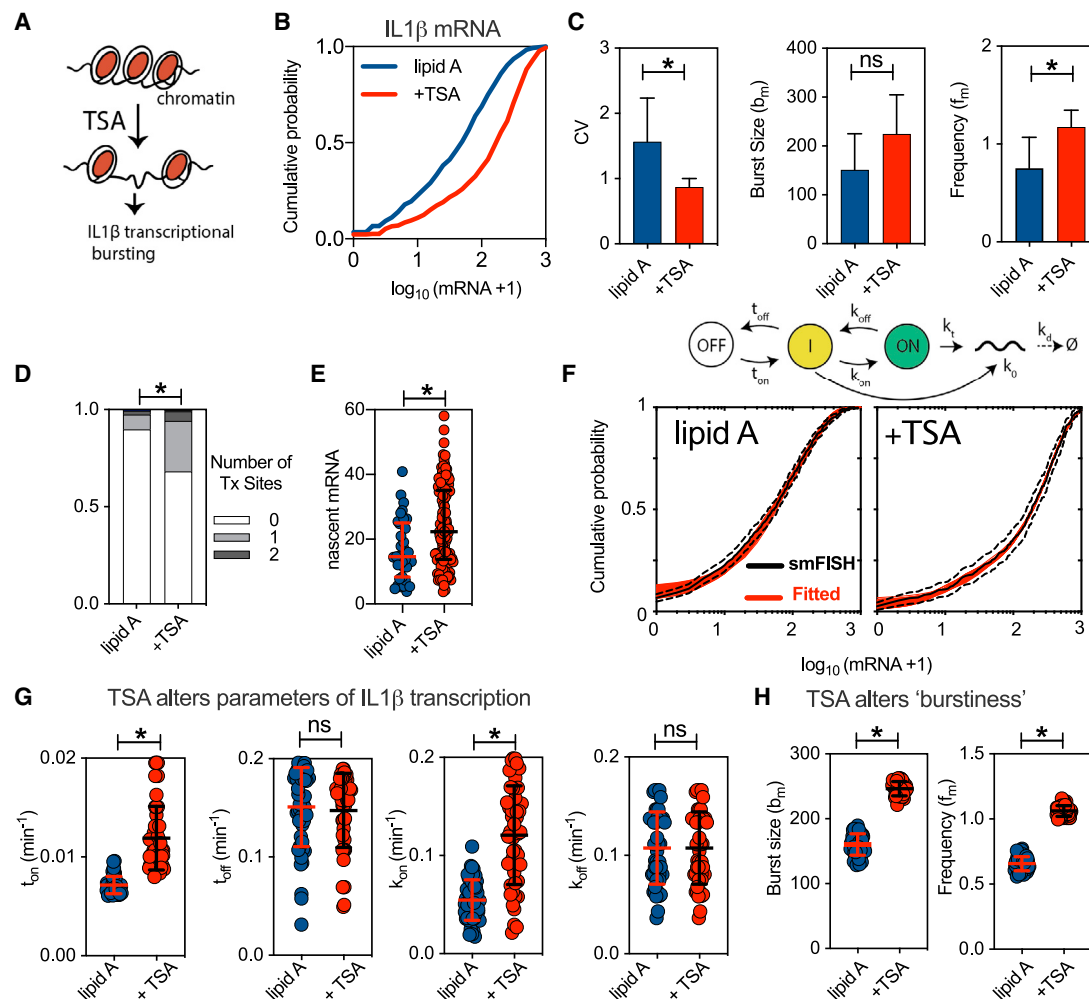 A
chromatin
TSA
IL1β transcriptional
bursting
B
IL1β mRNA
lipid A
+TSA
Cumulative probability
1.0
0.5
0.0
0 1 2 3
log10 (mRNA +1)
C
CV
3
2
1
0
*
lipid A
+TSA
Burst Size (bm)
400
300
200
100
0
ns
lipid A
+TSA
Frequency (fm)
2
1
0
*
lipid A
+TSA
OFF
toff
ton
I
koff
kon
ON
kt
k0
kd
Ø
D
*
1.0
0.5
0.0
lipid A
+TSA
Number of
Tx Sites
0
1
2
E
*
nascent mRNA
60
40
20
0
lipid A
+TSA
F
Cumulative probability
1
0.5
0
lipid A
smFISH
Fitted
0 1 2 3
+TSA
0 1 2 3
log10 (mRNA +1)
G
TSA alters parameters of IL1β transcription
ton (min-1)
0.02
0.01
0.00
*
lipid A
+ TSA
toff (min-1)
0.2
0.1
0.0
ns
lipid A
+ TSA
kon (min-1)
0.2
0.1
0.0
*
lipid A
+ TSA
koff (min-1)
0.2
0.1
0.0
ns
lipid A
+ TSA
H
TSA alters ‘burstiness’
Burst size (bm)
300
200
100
0
*
lipid A
+ TSA
Frequency (fm)
1.5
1.0
0.5
0.0
*
lipid A
+ TSA